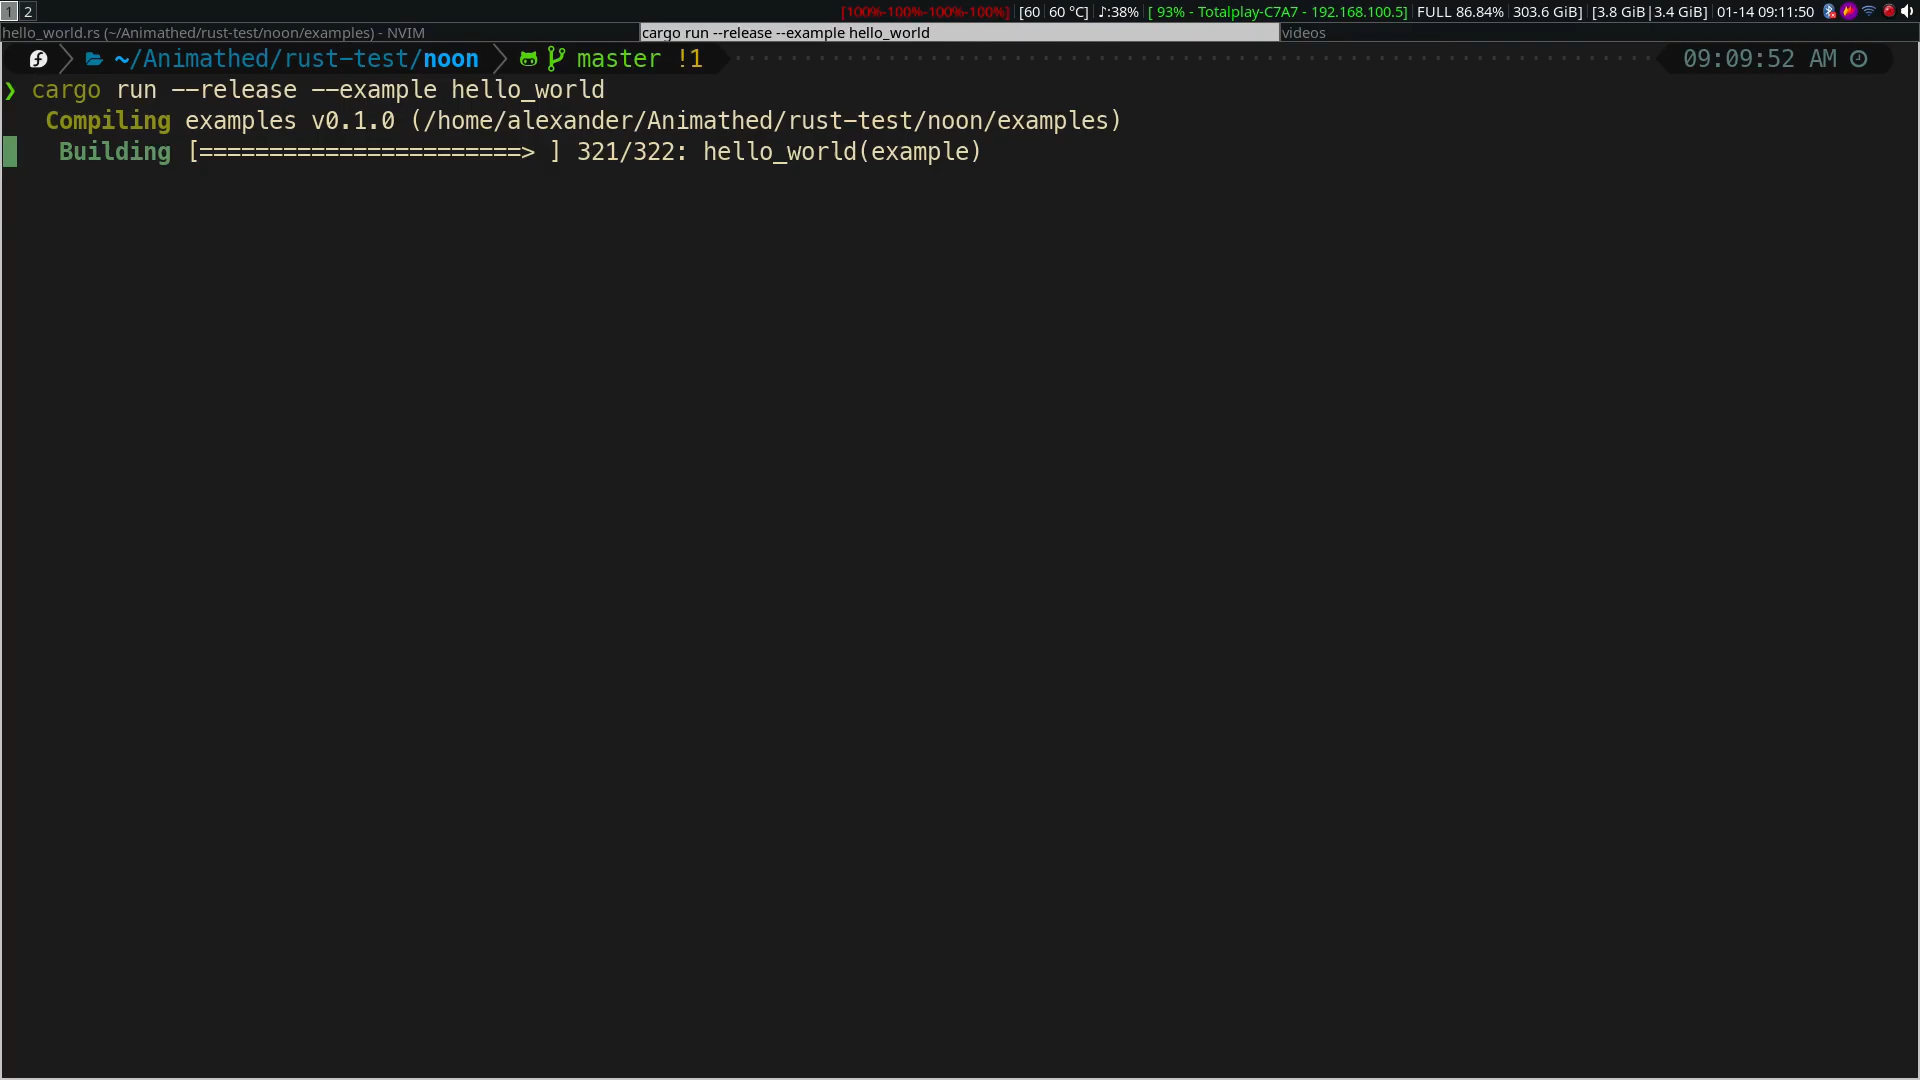 1 2 [100%-100%-100%-100%] [60 60 °C] ♪:38% [ 93% - Totalplay-C7A7 - 192.168.100.5] FULL 86.84% 303.6 GiB] [3.8 GiB|3.4 GiB] 01-14 09:11:50
hello_world.rs (~/Animathed/rust-test/noon/examples) - NVIM cargo run --release --example hello_world videos
~/Animathed/rust-test/noon master !1 09:09:52 AM
❯ cargo run --release --example hello_world
Compiling examples v0.1.0 (/home/alexander/Animathed/rust-test/noon/examples)
Building [=======================> ] 321/322: hello_world(example)